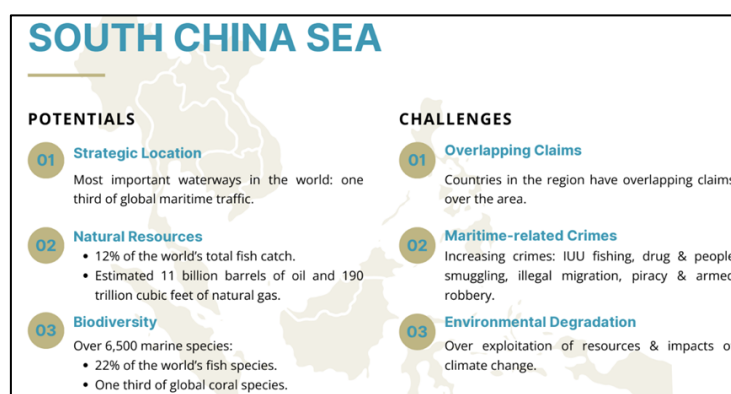 SOUTH CHINA SEA
POTENTIALS
01
Strategic Location
Most important waterways in the world: one
third of global maritime traffic.
02
Natural Resources
• 12% of the world's total fish catch.
• Estimated 11 billion barrels of oil and 190
trillion cubic feet of natural gas.
03
Biodiversity
Over 6,500 marine species:
• 22% of the world's fish species.
• One third of global coral species.
CHALLENGES
01
Overlapping Claims
Countries in the region have overlapping claims
over the area.
02
Maritime-related Crimes
Increasing crimes: IUU fishing, drug & people
smuggling, illegal migration, piracy & armed
robbery.
03
Environmental Degradation
Over exploitation of resources & impacts o
climate change.